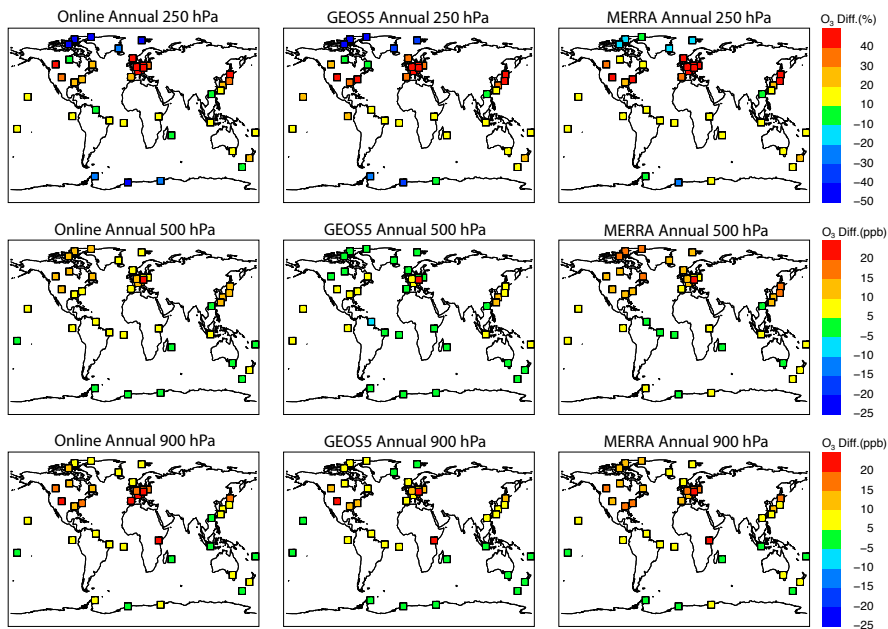 Online Annual 250 hPa
GEOS5 Annual 250 hPa
MERRA Annual 250 hPa
O3 Diff.(%)
40
30
20
10
−10
−20
−30
−40
−50
Online Annual 500 hPa
GEOS5 Annual 500 hPa
MERRA Annual 500 hPa
O3 Diff.(ppb)
20
15
10
5
−5
−10
−15
−20
−25
Online Annual 900 hPa
GEOS5 Annual 900 hPa
MERRA Annual 900 hPa
O3 Diff.(ppb)
20
15
10
5
−5
−10
−15
−20
−25